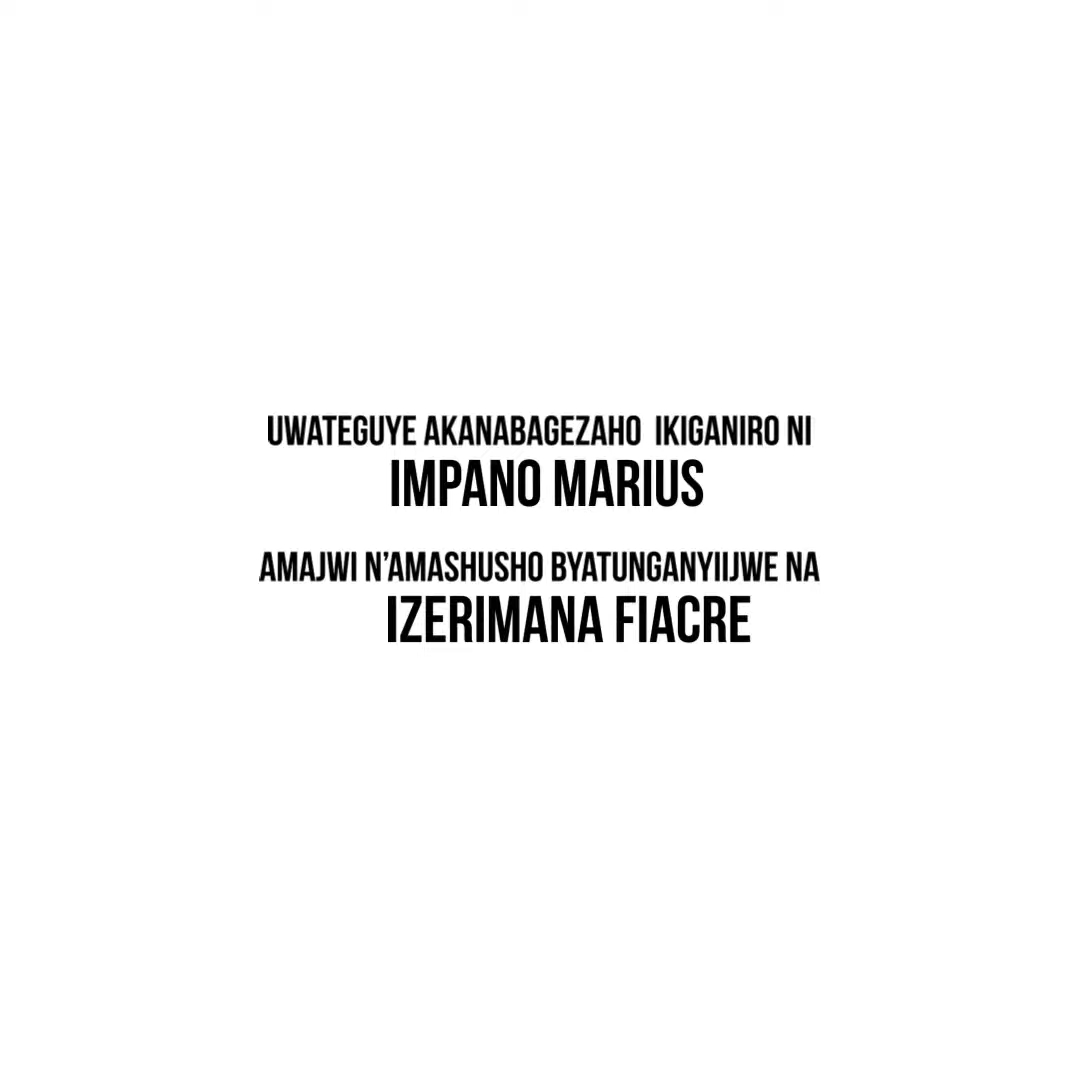 UWATEGUYE AKANABAGEZAHO IKIGANIRO NI
IMPANO MARIUS
AMAJWI N'AMASHUSHO BYATUNGANYIIJWE NA
IZERIMANA FIACRE